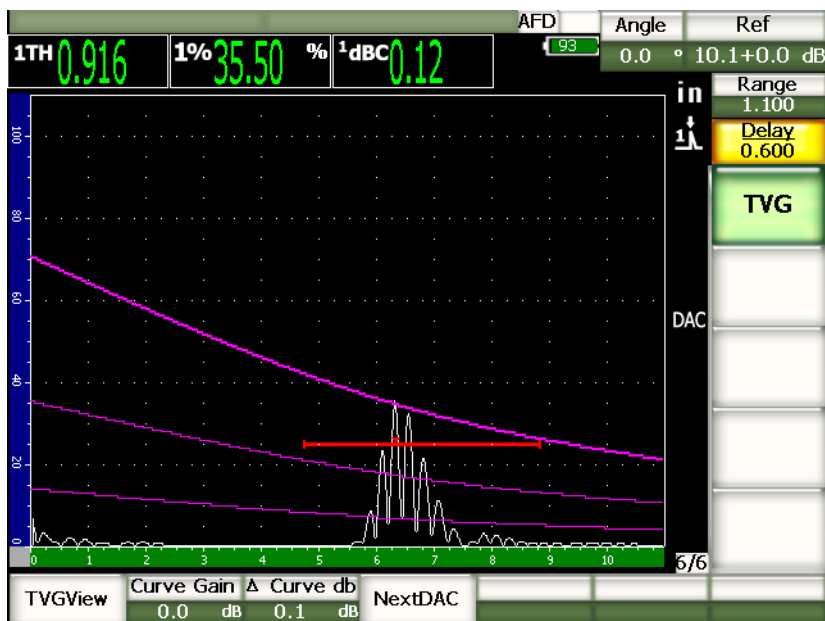 AFD
Angle
Ref
1TH 0.916
1% 35.50 %
1dBC 0.12
93
0.0 °
10.1+0.0 dB
in
Range
1.100
1
Delay
0.600
TVG
DAC
100
80
60
40
20
0
0 1 2 3 4 5 6 7 8 9 10
6/6
TVGView
Curve Gain
0.0 dB
Δ Curve db
0.1 dB
NextDAC